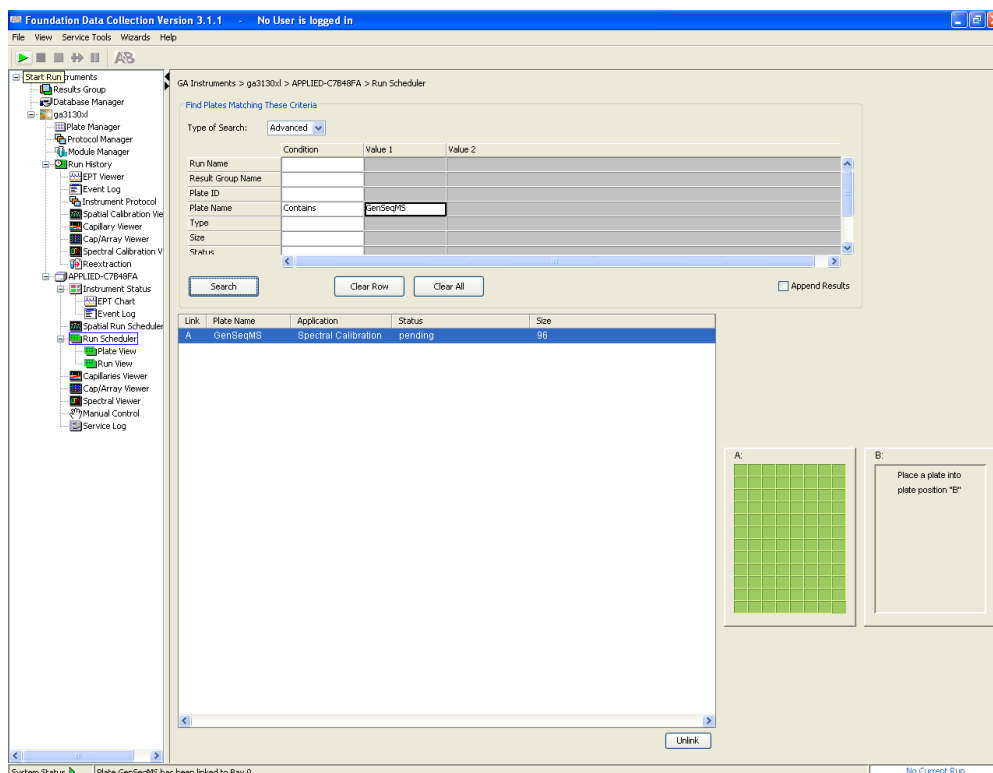 Foundation Data Collection Version 3.1.1 - No User is logged in
File View Service Tools Wizards Help
Start Run truments
Results Group
Database Manager
ga3130xl
Plate Manager
Protocol Manager
Module Manager
Run History
EPT Viewer
Event Log
Instrument Protocol
Spatial Calibration Vie
Capillary Viewer
Cap/Array Viewer
Spectral Calibration V
Reextraction
APPLIED-C7B48FA
Instrument Status
EPT Chart
Event Log
Spatial Run Scheduler
Run Scheduler
Plate View
Run View
Capillaries Viewer
Cap/Array Viewer
Spectral Viewer
Manual Control
Service Log
GA Instruments > ga3130xl > APPLIED-C7B48FA > Run Scheduler
Find Plates Matching These Criteria
Type of Search: Advanced
Condition Value 1 Value 2
Run Name
Result Group Name
Plate ID
Plate Name Contains GenSeqMS
Type
Size
Status
Search Clear Row Clear All Append Results
Link Plate Name Application Status Size
A GenSeqMS Spectral Calibration pending 96
A:
B:
Place a plate into
plate position "B"
Unlink
System Status Plate GenSeqMS has been linked to Bay 0 No Current Run